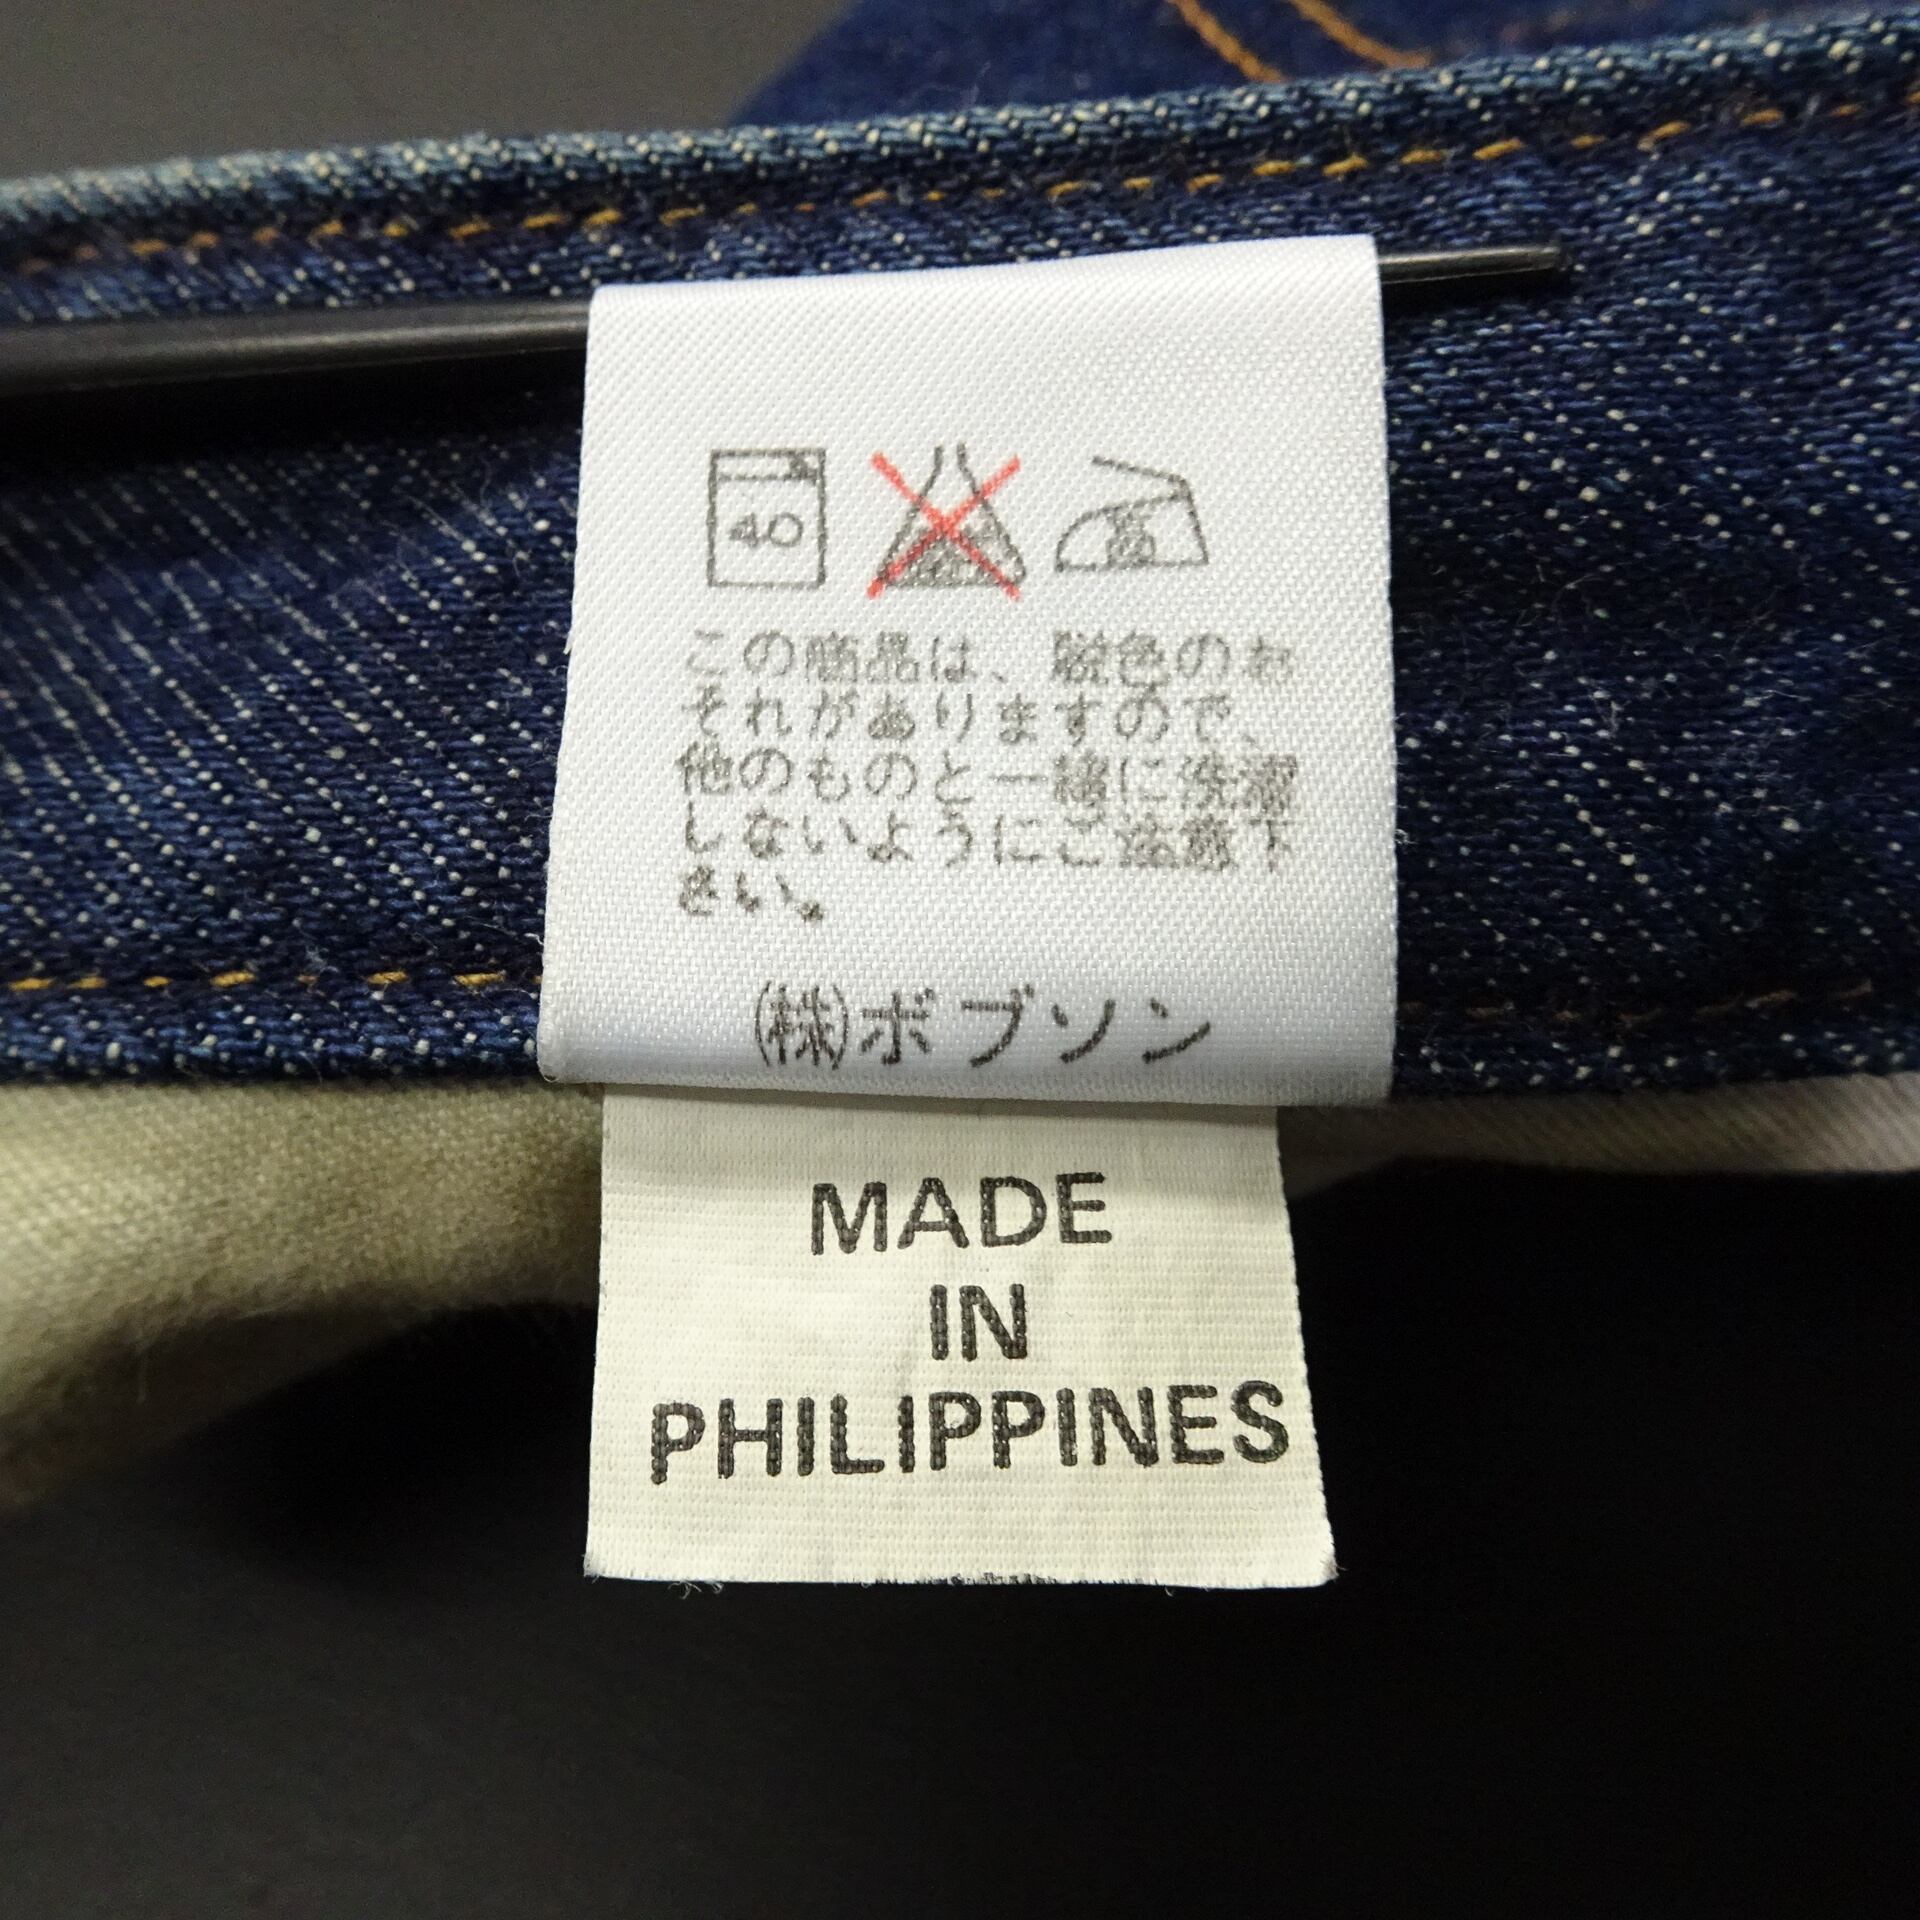 40
この商品は、脱色のお
それがありますので、
他のものと一緒に洗濯
しないようにご注意下
さい。
(株)ボブソン
MADE
IN
PHILIPPINES